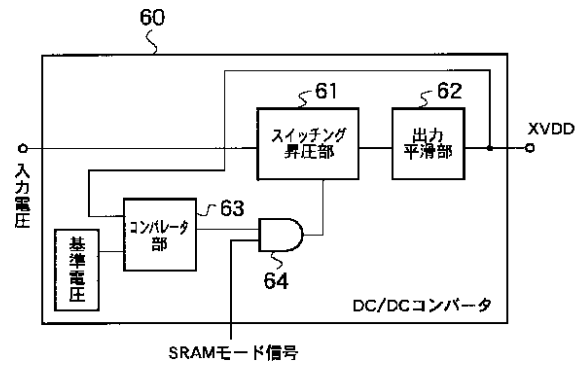 60
61
62
スイッチング
昇圧部
出力
平滑部
XVDD
入力電圧
コンパレータ
部
63
基準電圧
64
DC/DCコンバータ
SRAMモード信号